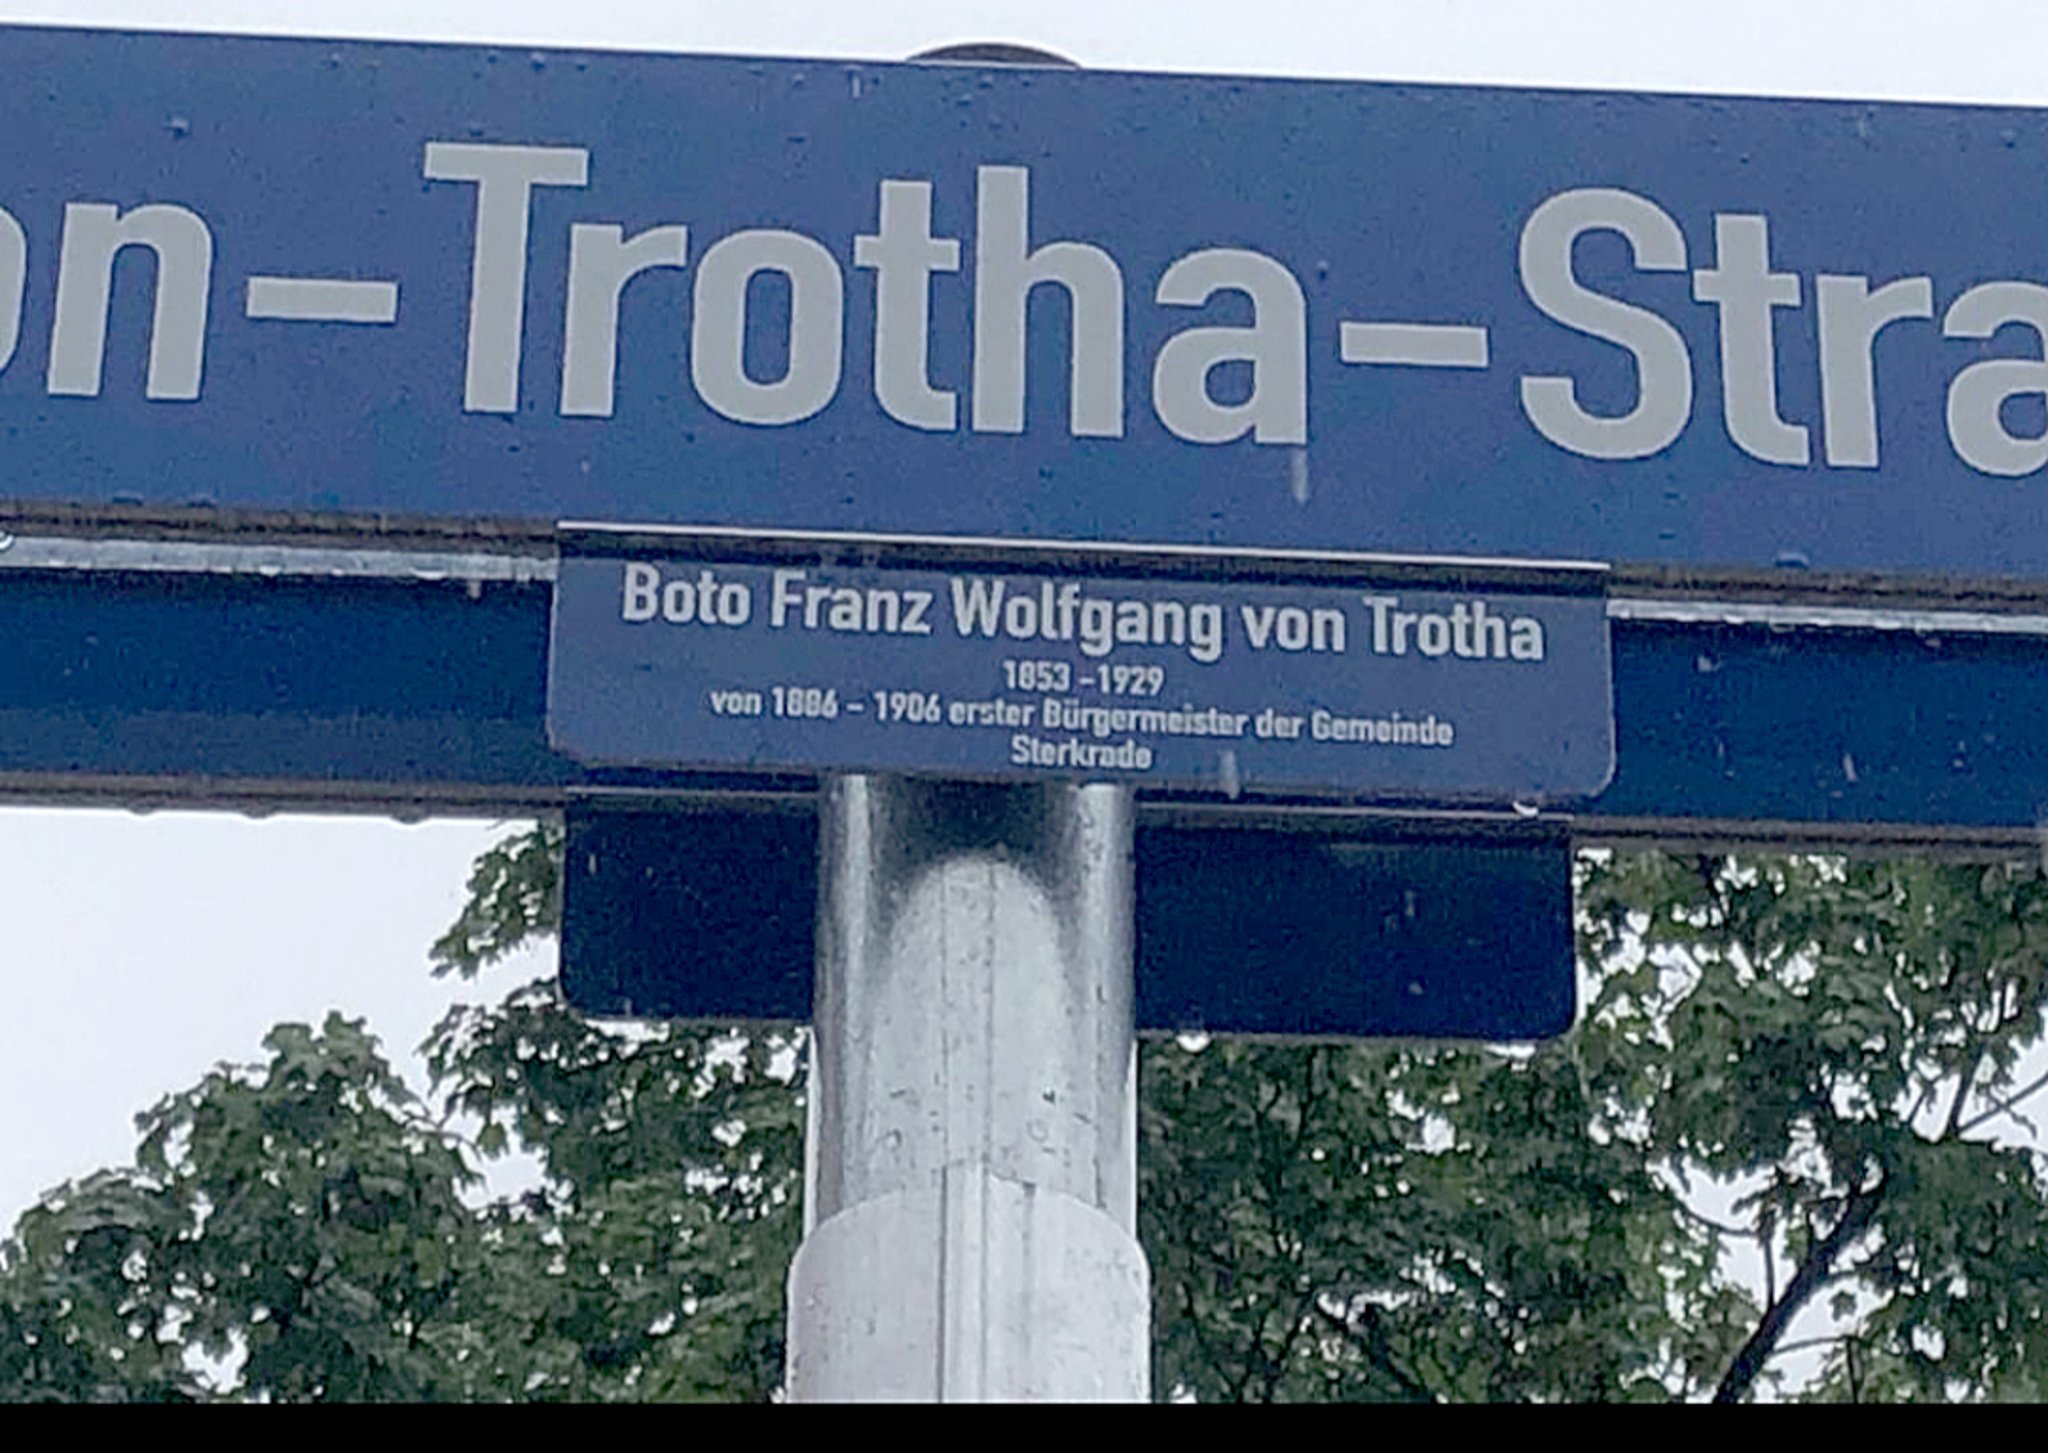 on-Trotha-Stra
Boto Franz Wolfgang von Trotha
1853 -1929
von 1886 - 1906 erster Bürgermeister der Gemeinde
Sterkrade